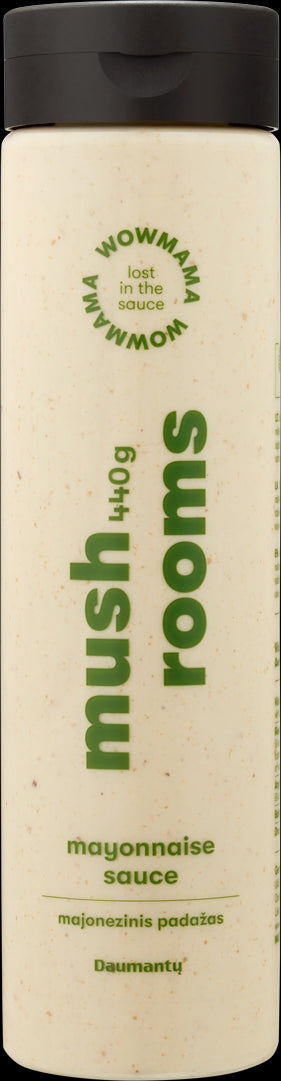 WOWMAMA WOWMAMA
lost
in the
sauce
mush 440g
rooms
mayonnaise
sauce
majonezinis padažas
Daumantų